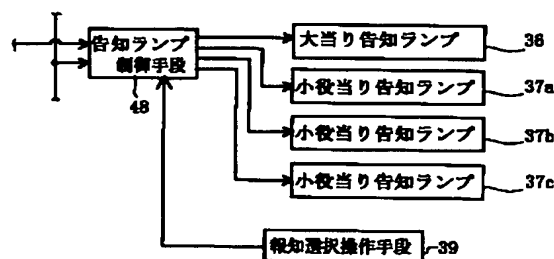 告知ランプ
制御手段
48
大当り告知ランプ
36
小役当り告知ランプ
37a
小役当り告知ランプ
37b
小役当り告知ランプ
37c
報知選択操作手段
39